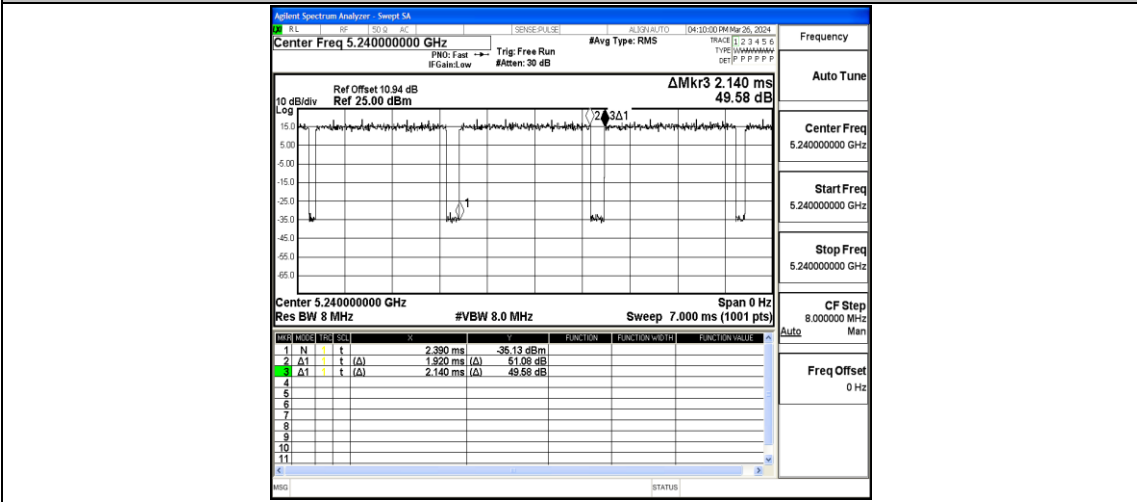 Agilent Spectrum Analyzer - Swept SA
RL RF 50 Ω AC SENSE:PULSE ALIGN AUTO 04:10:00 PM Mar 26, 2024
Center Freq 5.240000000 GHz
PNO: Fast
IFGain:Low
Trig: Free Run
#Atten: 30 dB
#Avg Type: RMS
TRACE 1 2 3 4 5 6
TYPE WWWWWW
DET P P P P P P
Ref Offset 10.94 dB
Ref 25.00 dBm
10 dB/div
Log
ΔMkr3 2.140 ms
49.58 dB
15.0
5.00
-5.00
-15.0
-25.0
-35.0
-45.0
-55.0
-65.0
1
3Δ1
Center 5.240000000 GHz Span 0 Hz
Res BW 8 MHz #VBW 8.0 MHz Sweep 7.000 ms (1001 pts)
MKR MODE TRC SCL X Y FUNCTION FUNCTION WIDTH FUNCTION VALUE
1 N 1 t 2.390 ms -35.13 dBm
2 Δ1 1 t (Δ) 1.920 ms (Δ) 51.08 dB
3 Δ1 1 t (Δ) 2.140 ms (Δ) 49.58 dB
4
5
6
7
8
9
10
11
MSG STATUS
Frequency
Auto Tune
Center Freq
5.240000000 GHz
Start Freq
5.240000000 GHz
Stop Freq
5.240000000 GHz
CF Step
8.000000 MHz
Auto Man
Freq Offset
0 Hz